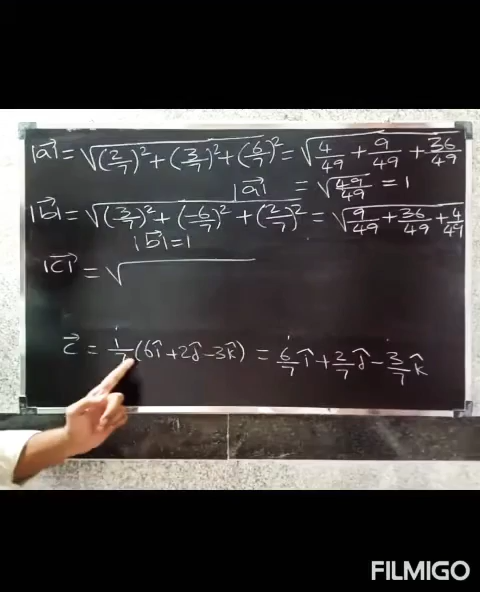 |a⃗| = √(2/7)² + (3/7)² + (6/7)² = √4/49 + 9/49 + 36/49
|a⃗| = √49/49 = 1
|b⃗| = √(3/7)² + (-6/7)² + (2/7)² = √9/49 + 36/49 + 4/49
|b⃗| = 1
|c⃗| = √
c⃗ = 1/7 (6î + 2ĵ - 3k̂) = 6/7 î + 2/7 ĵ - 3/7 k̂
FILMIGO